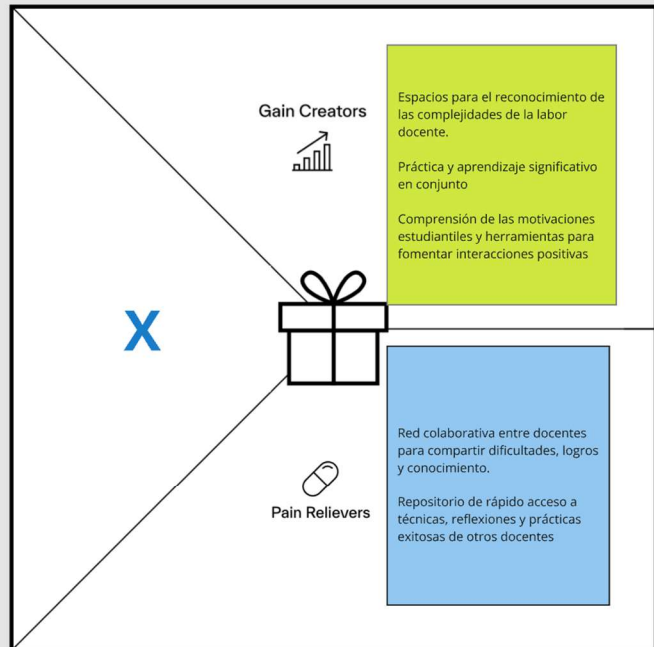 Gain Creators
Espacios para el reconocimiento de
las complejidades de la labor
docente.
Práctica y aprendizaje significativo
en conjunto
Comprensión de las motivaciones
estudiantiles y herramientas para
fomentar interacciones positivas
X
Red colaborativa entre docentes
para compartir dificultades, logros
y conocimiento.
Repositorio de rápido acceso a
técnicas, reflexiones y prácticas
exitosas de otros docentes
Pain Relievers